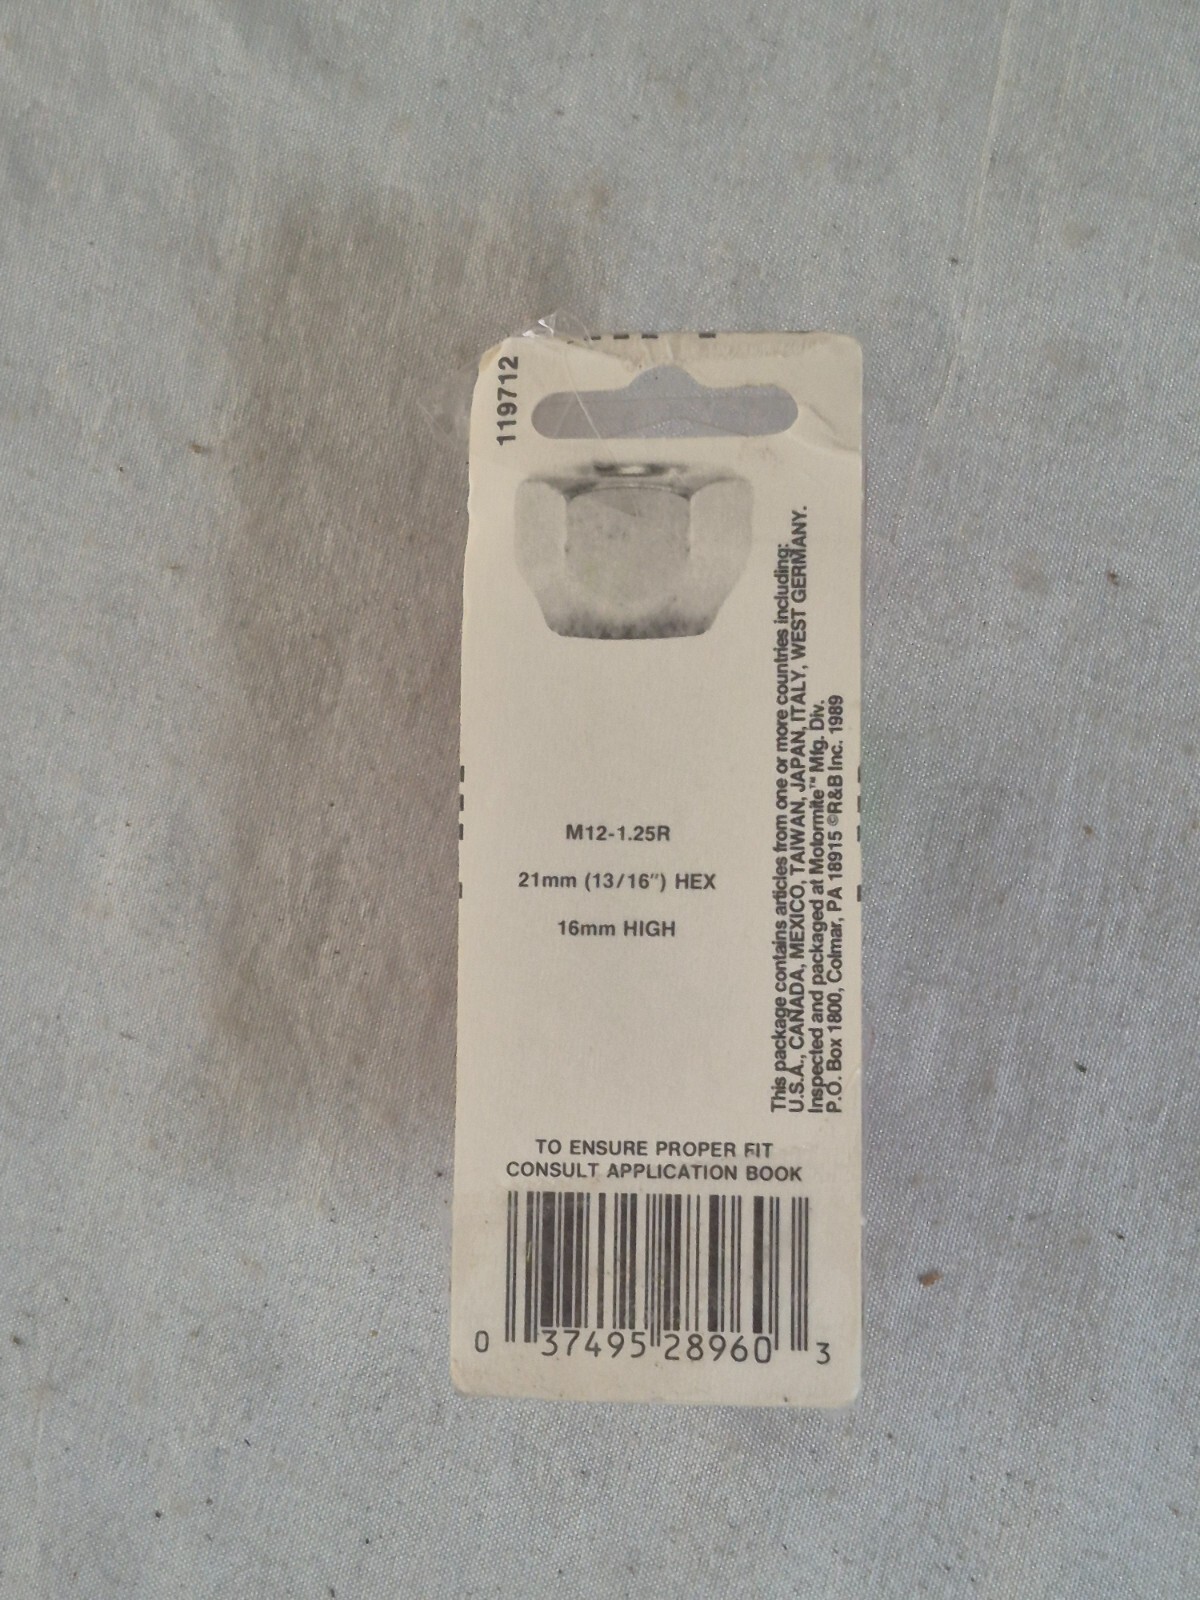 119712
M12-1.25R
21mm (13/16") HEX
16mm HIGH
This package contains articles from one or more countries including:
U.S.A., CANADA, MEXICO, TAIWAN, JAPAN, ITALY, WEST GERMANY.
Inspected and packaged at Motormite™ Mfg. Div.
P.O. Box 1800, Colmar, PA 18915 ©R&B Inc. 1989
TO ENSURE PROPER FIT
CONSULT APPLICATION BOOK
0 37495 28960 3